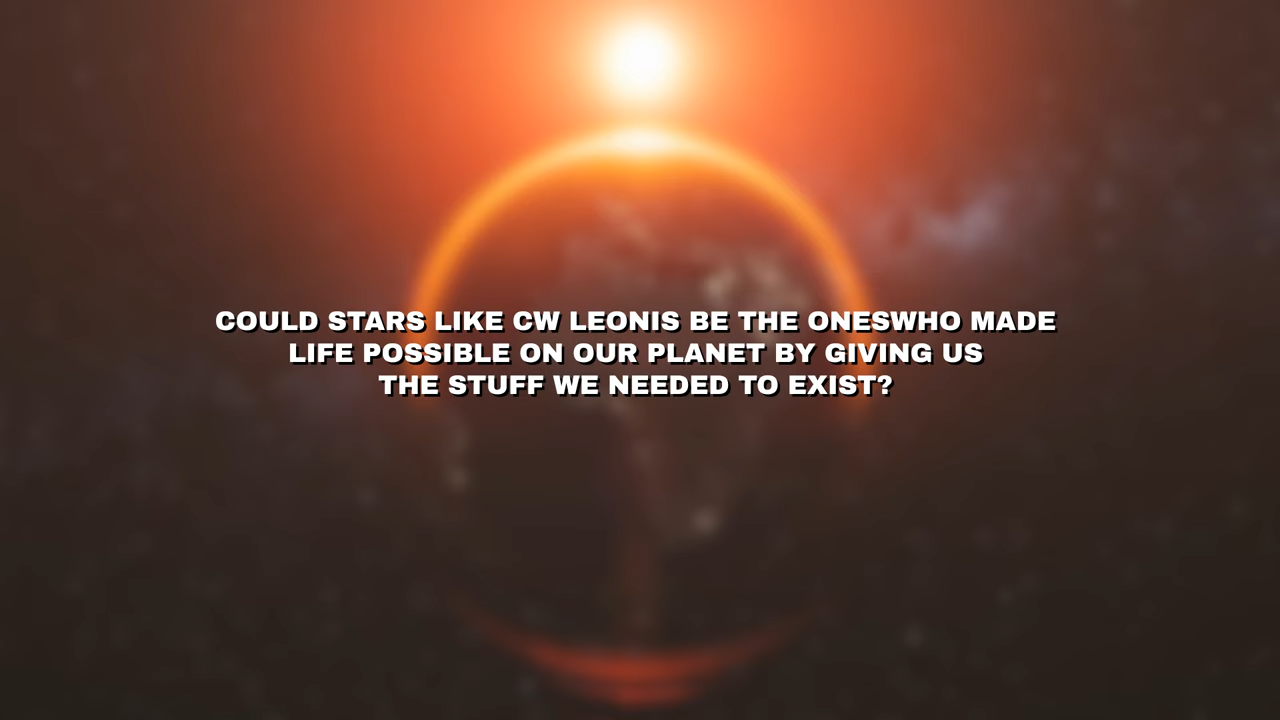 COULD STARS LIKE CW LEONIS BE THE ONESWHO MADE
LIFE POSSIBLE ON OUR PLANET BY GIVING US
THE STUFF WE NEEDED TO EXIST?